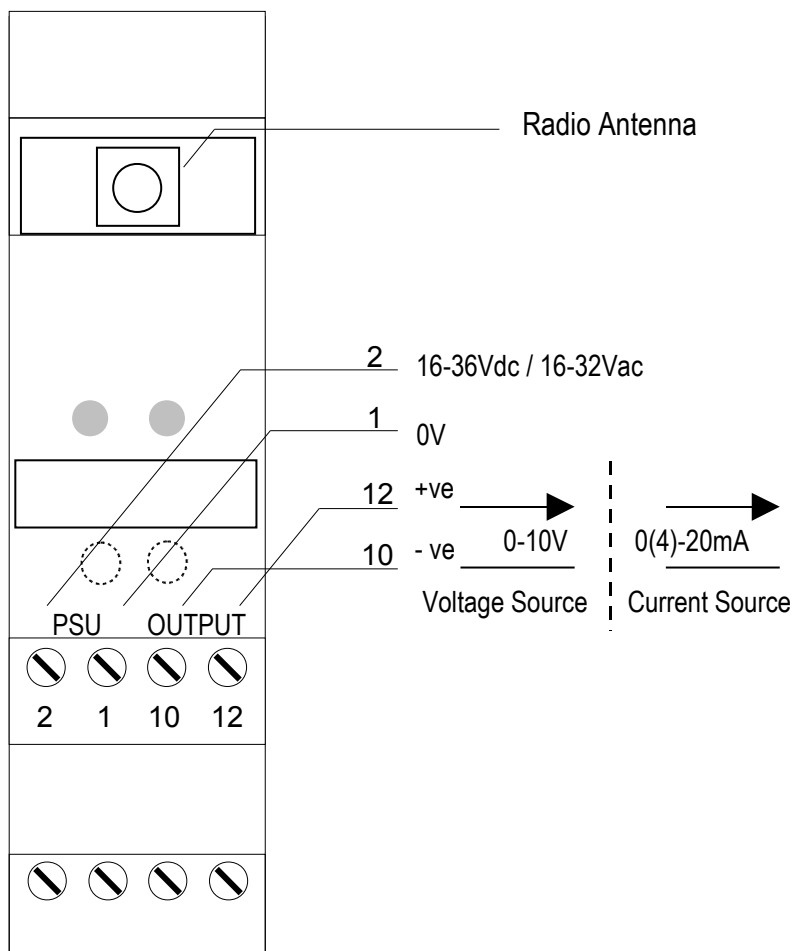 Radio Antenna
2 16-36Vdc / 16-32Vac
1 0V
12 +ve
10 - ve 0-10V 0(4)-20mA
Voltage Source Current Source
PSU OUTPUT
2 1 10 12